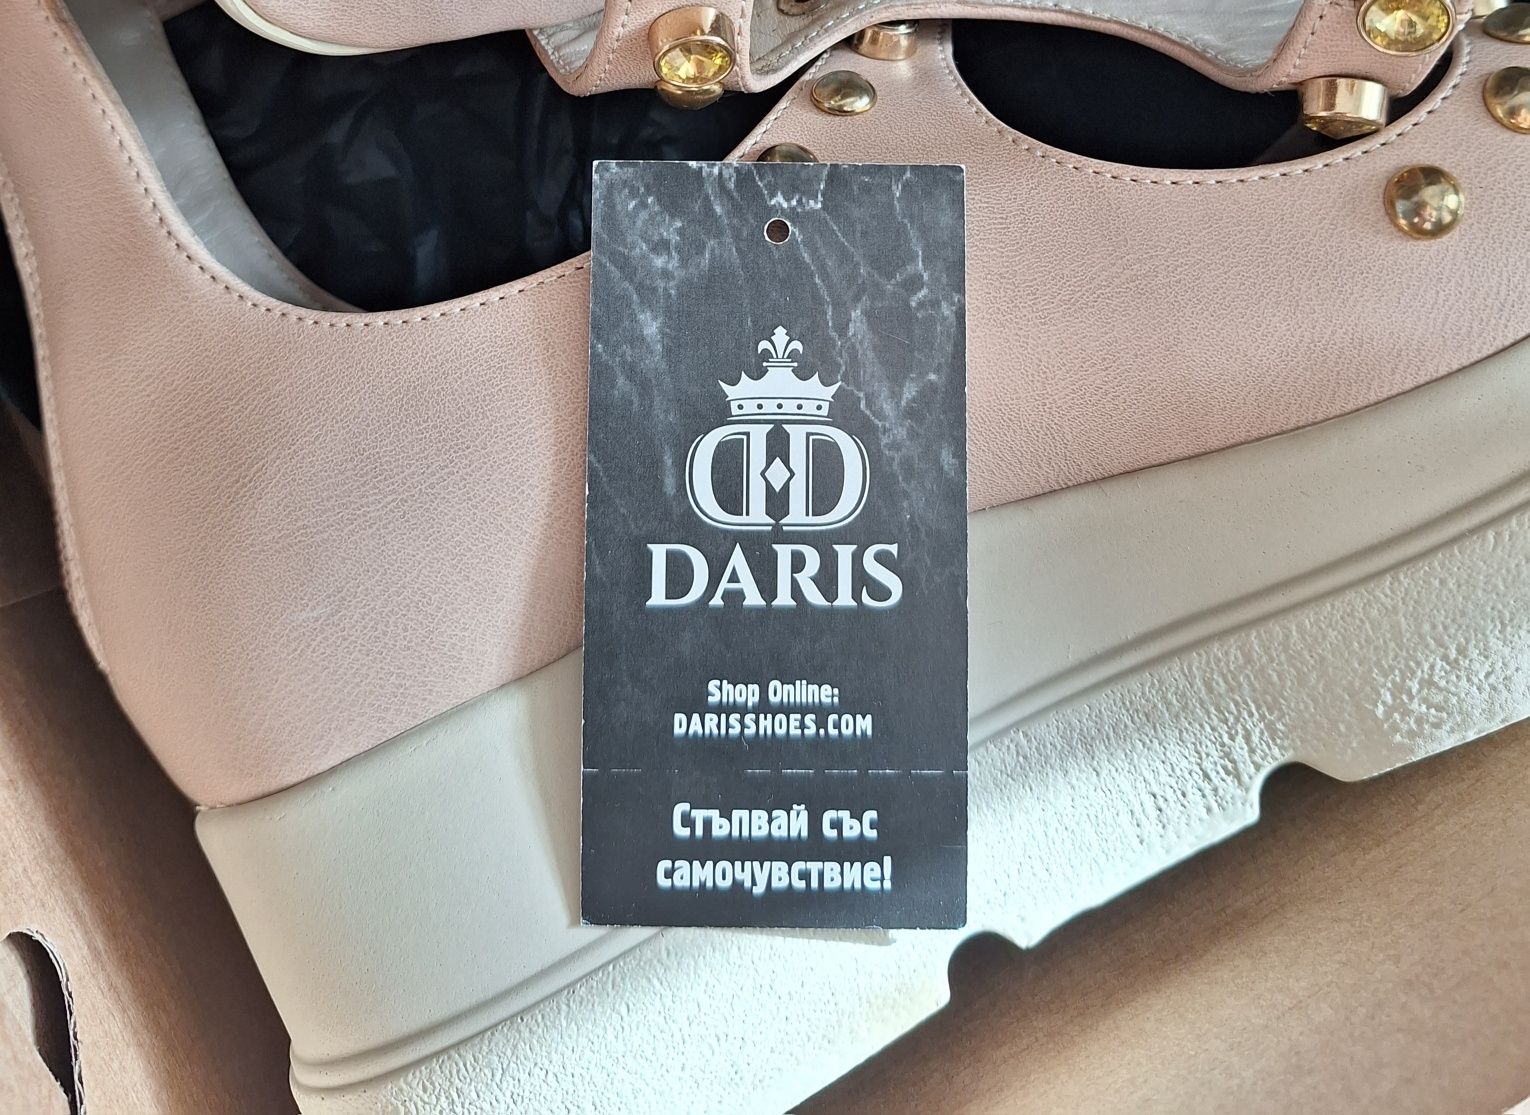 DARIS
Shop Online:
DARISSHOES.COM
Стъпвай със
самочувствие!